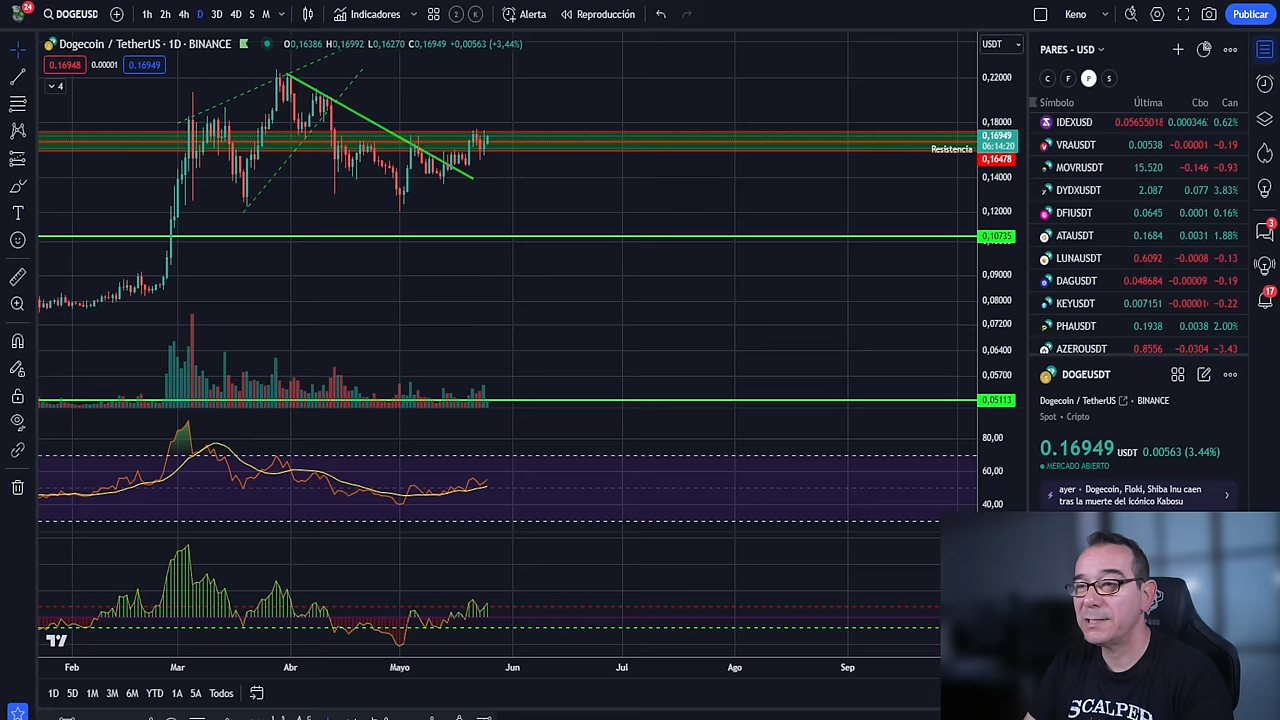 24
DOGEUSD
1h 2h 4h D 3D 4D S M
Indicadores
2 K
Alerta
Reproducción
Keno
Publicar
Dogecoin / TetherUS · 1D · BINANCE
O0,16386 H0,16992 L0,16270 C0,16949 +0,00563 (+3,44%)
0.16948 0.00001 0.16949
4
USDT
0,22000
0,18000
0,16949
06:14:20
Resistencia
0,16478
0,14000
0,12000
0,10735
0,09000
0,08000
0,07200
0,06400
0,05700
0,05113
80,00
60,00
40,00
Feb Mar Abr Mayo Jun Jul Ago Sep
1D 5D 1M 3M 6M YTD 1A 5A Todos
PARES - USD
C F P S
Símbolo Última Cbo Can
IDEXUSD 0.05655018 0.000346 0.62%
VRAUSDT 0.00538 −0.00001 −0.19
MOVRUSDT 15.520 −0.146 −0.93
DYDXUSDT 2.087 0.077 3.83%
DFIUSDT 0.0645 0.0001 0.16%
ATAUSDT 0.1684 0.0031 1.88%
LUNAUSDT 0.6092 −0.0008 −0.13
DAGUSDT 0.048684 −0.00009 −0.19
KEYUSDT 0.007151 −0.00001 −0.22
PHAUSDT 0.1938 0.0038 2.00%
AZEROUSDT 0.8556 −0.0304 −3.43
DOGEUSDT
Dogecoin / TetherUS · BINANCE
Spot · Cripto
0.16949 USDT 0.00563 (3.44%)
MERCADO ABIERTO
ayer · Dogecoin, Floki, Shiba Inu caen
tras la muerte del icónico Kabosu
3
17
SCALPER